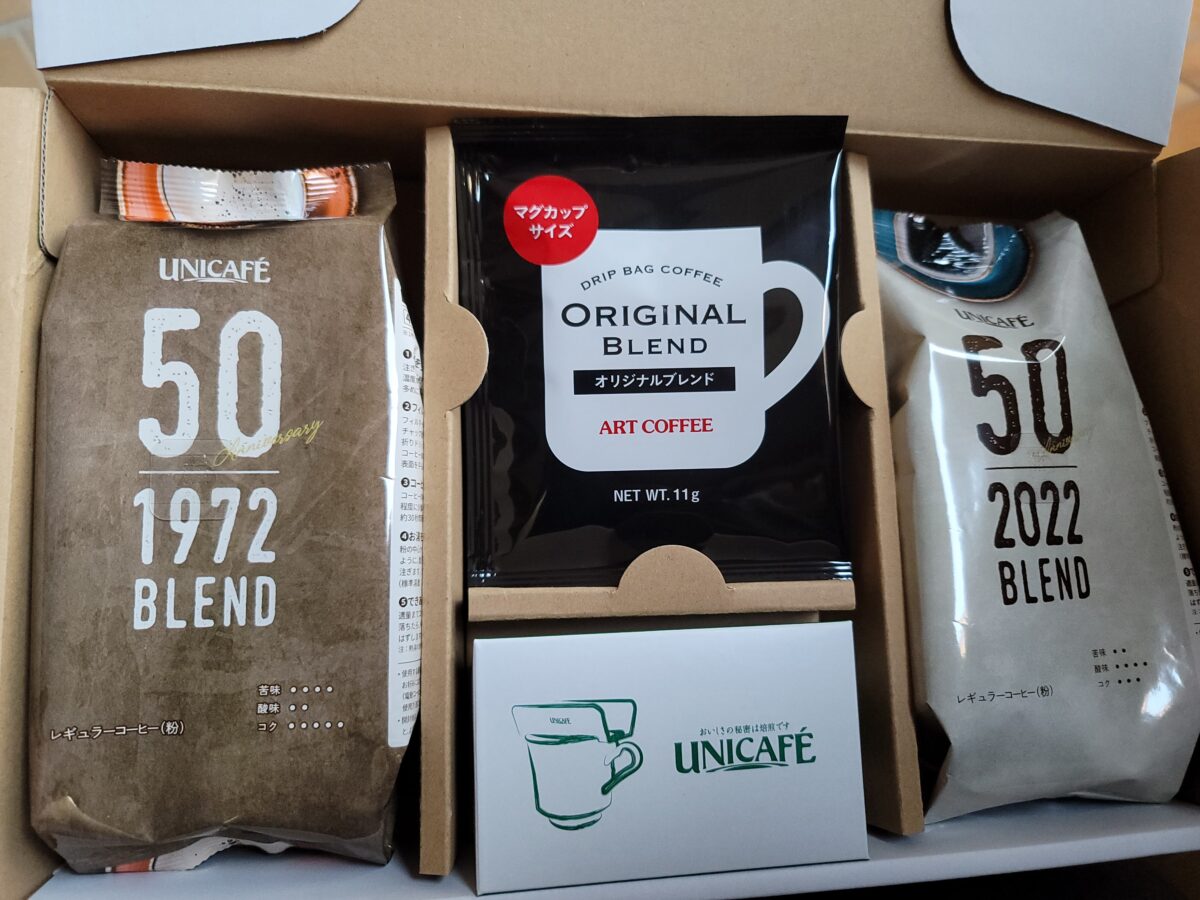 UNICAFÉ
50
Anniversary
1972
BLEND
苦味 ●●●●
酸味 ●●
コク ●●●●●
レギュラーコーヒー(粉)
マグカップ
サイズ
DRIP BAG COFFEE
ORIGINAL
BLEND
オリジナルブレンド
ART COFFEE
NET WT. 11g
UNICAFÉ
おいしさの秘密は焙煎です
UNICAFÉ
UNICAFÉ
50
2022
BLEND
苦味 ●●
酸味 ●●●●
コク ●●●
レギュラーコーヒー(粉)